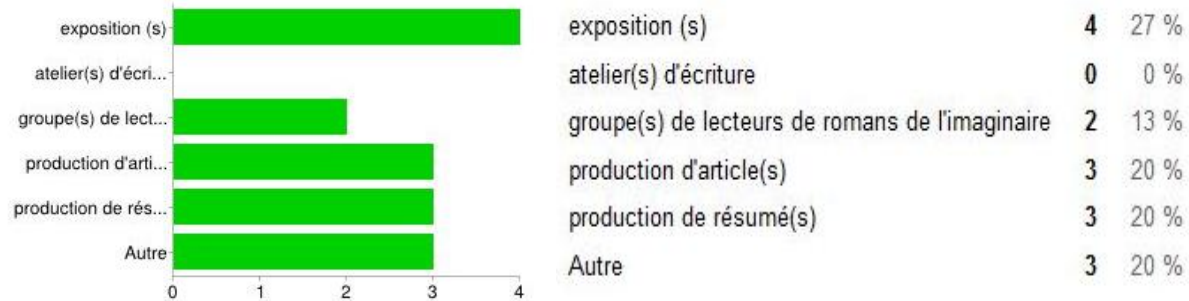 exposition (s)
atelier(s) d'écri...
groupe(s) de lect...
production d'arti...
production de rés...
Autre
0 1 2 3 4
exposition (s) 4 27 %
atelier(s) d'écriture 0 0 %
groupe(s) de lecteurs de romans de l'imaginaire 2 13 %
production d'article(s) 3 20 %
production de résumé(s) 3 20 %
Autre 3 20 %